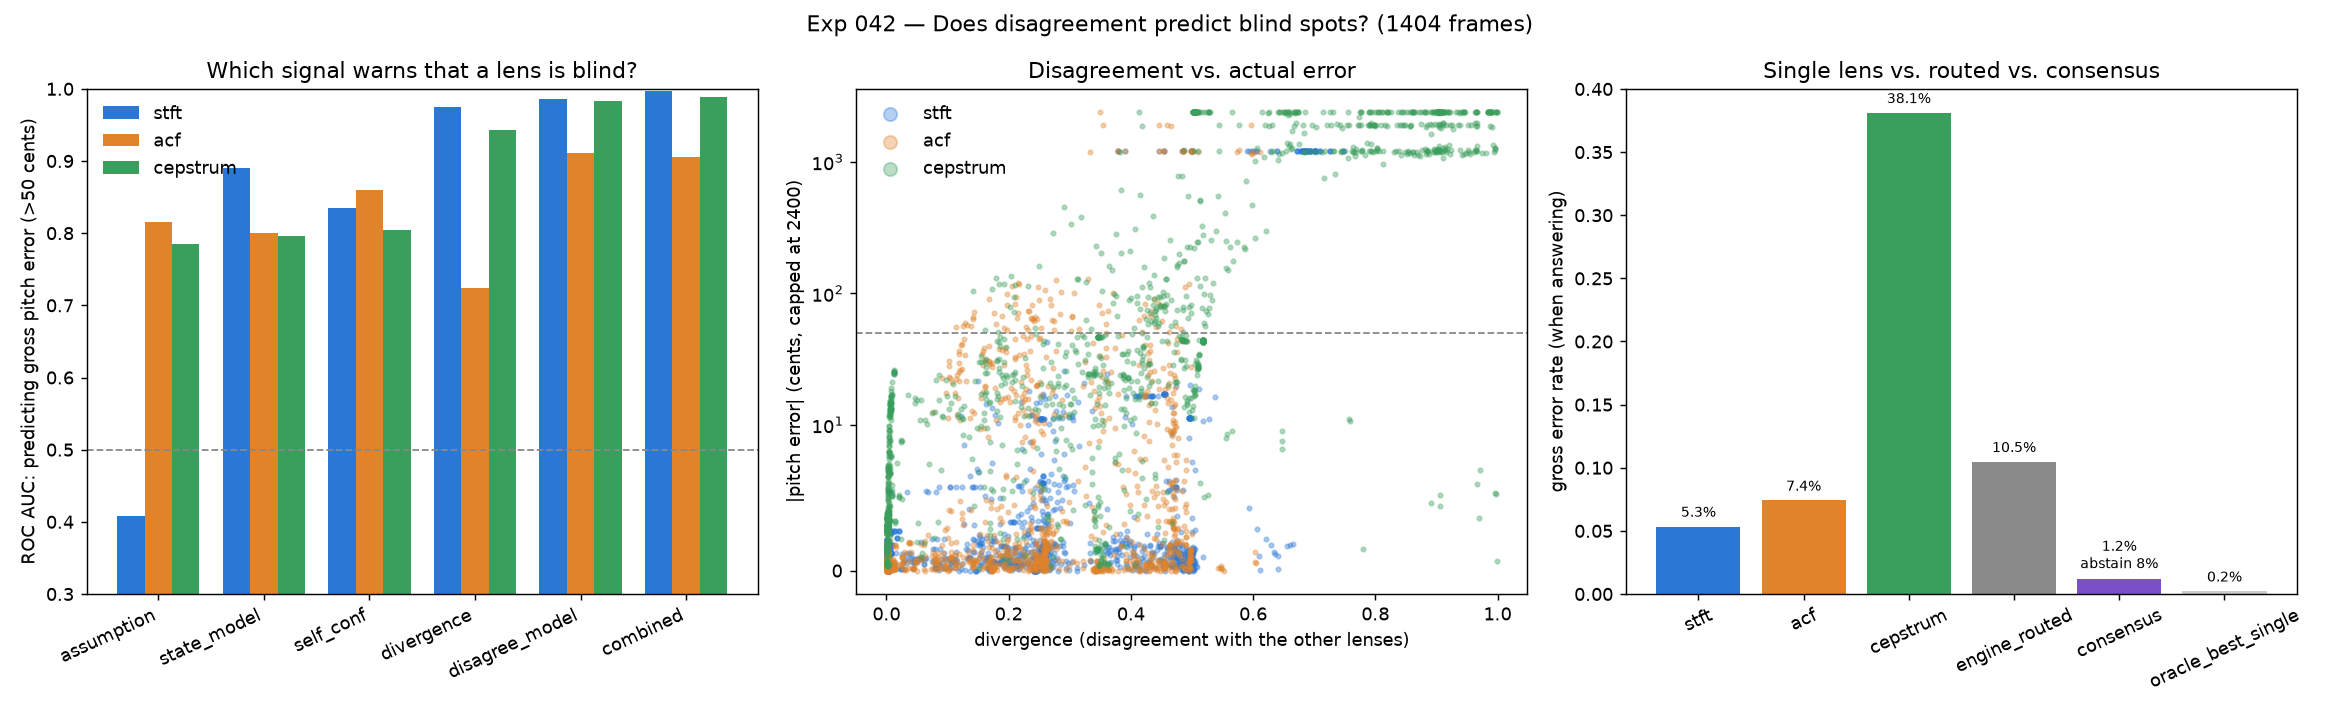 Exp 042 — Does disagreement predict blind spots? (1404 frames)
Which signal warns that a lens is blind?
ROC AUC: predicting gross pitch error (>50 cents)
1.0
0.9
0.8
0.7
0.6
0.5
0.4
0.3
stft
acf
cepstrum
assumption
state_model
self_conf
divergence
disagree_model
combined
Disagreement vs. actual error
|pitch error| (cents, capped at 2400)
10³
10²
10¹
0
stft
acf
cepstrum
0.0
0.2
0.4
0.6
0.8
1.0
divergence (disagreement with the other lenses)
Single lens vs. routed vs. consensus
gross error rate (when answering)
0.40
0.35
0.30
0.25
0.20
0.15
0.10
0.05
0.00
5.3%
7.4%
38.1%
10.5%
1.2%
abstain 8%
0.2%
stft
acf
cepstrum
engine_routed
consensus
oracle_best_single